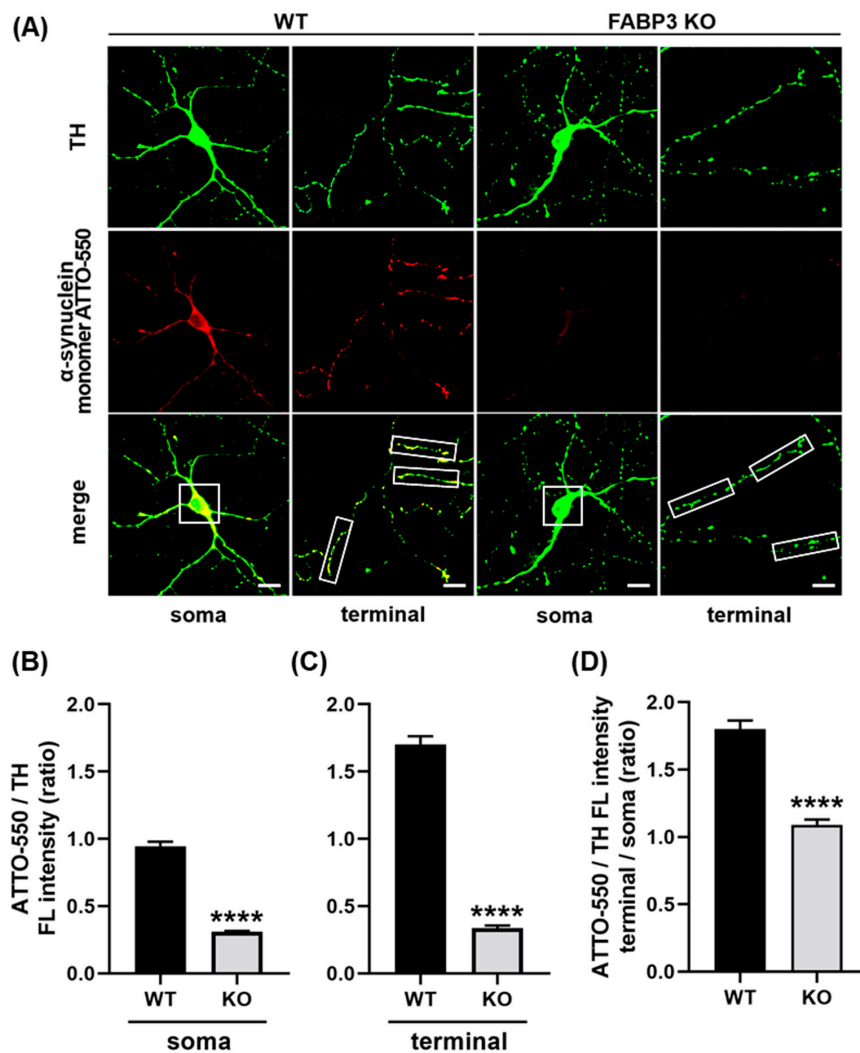 (A)
WT
FABP3 KO
TH
α-synuclein
monomer ATTO-550
merge
soma
terminal
soma
terminal
(B)
ATTO-550 / TH
FL intensity (ratio)
2.0
1.5
1.0
0.5
0.0
****
WT
KO
soma
(C)
2.0
1.5
1.0
0.5
0.0
****
WT
KO
terminal
(D)
ATTO-550 / TH FL intensity
terminal / soma (ratio)
2.0
1.5
1.0
0.5
0.0
****
WT
KO